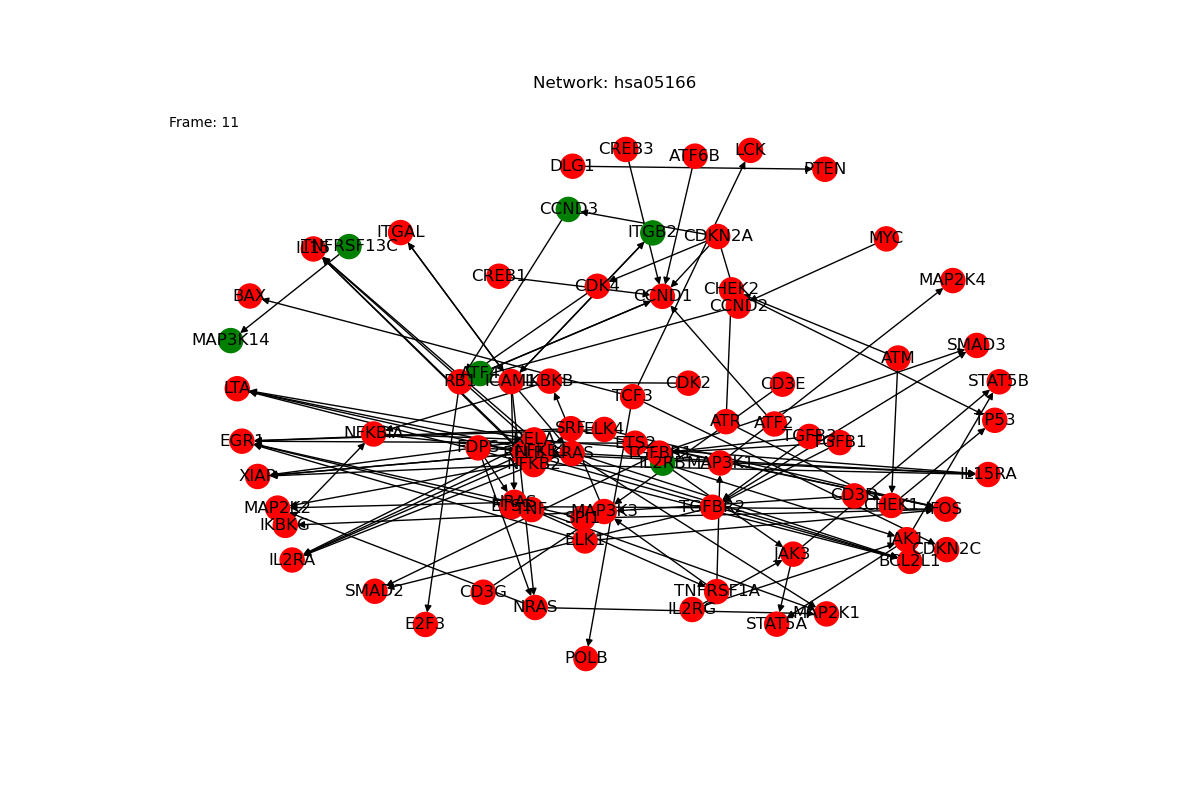 Network: hsa05166
Frame: 11
CREB3
LCK
ATF6B
DLG1
PTEN
CCND3
ITGAL
ITGB2
CDKN2A
MYC
TNFRSF13C
CREB1
MAP2K4
CDK4
CHEK2
BAX
CCND1
CCND2
MAP3K14
SMAD3
ATM
ATF4
RB1
ICAM1
IKBKB
CDK2
CD3E
STAT5B
LTA
TCF3
ATR
ATF2
TP53
NFKBIA
SRF
ELK4
EGR1
RELA
ETS2
TGFB3
TGFB1
FDPS
NFKB1
KRAS
TGFBR1
NFKB2
IL2RB
MAP3K1
XIAP
IL15RA
CD3D
MAP2K2
HRAS
TNF
MAP3K3
TGFBR2
CHEK1
FOS
IKBKG
SPI1
ELK1
JAK1
CDKN2C
IL2RA
JAK3
BCL2L1
SMAD2
CD3G
TNFRSF1A
NRAS
IL2RG
MAP2K1
E2F3
STAT5A
POLB